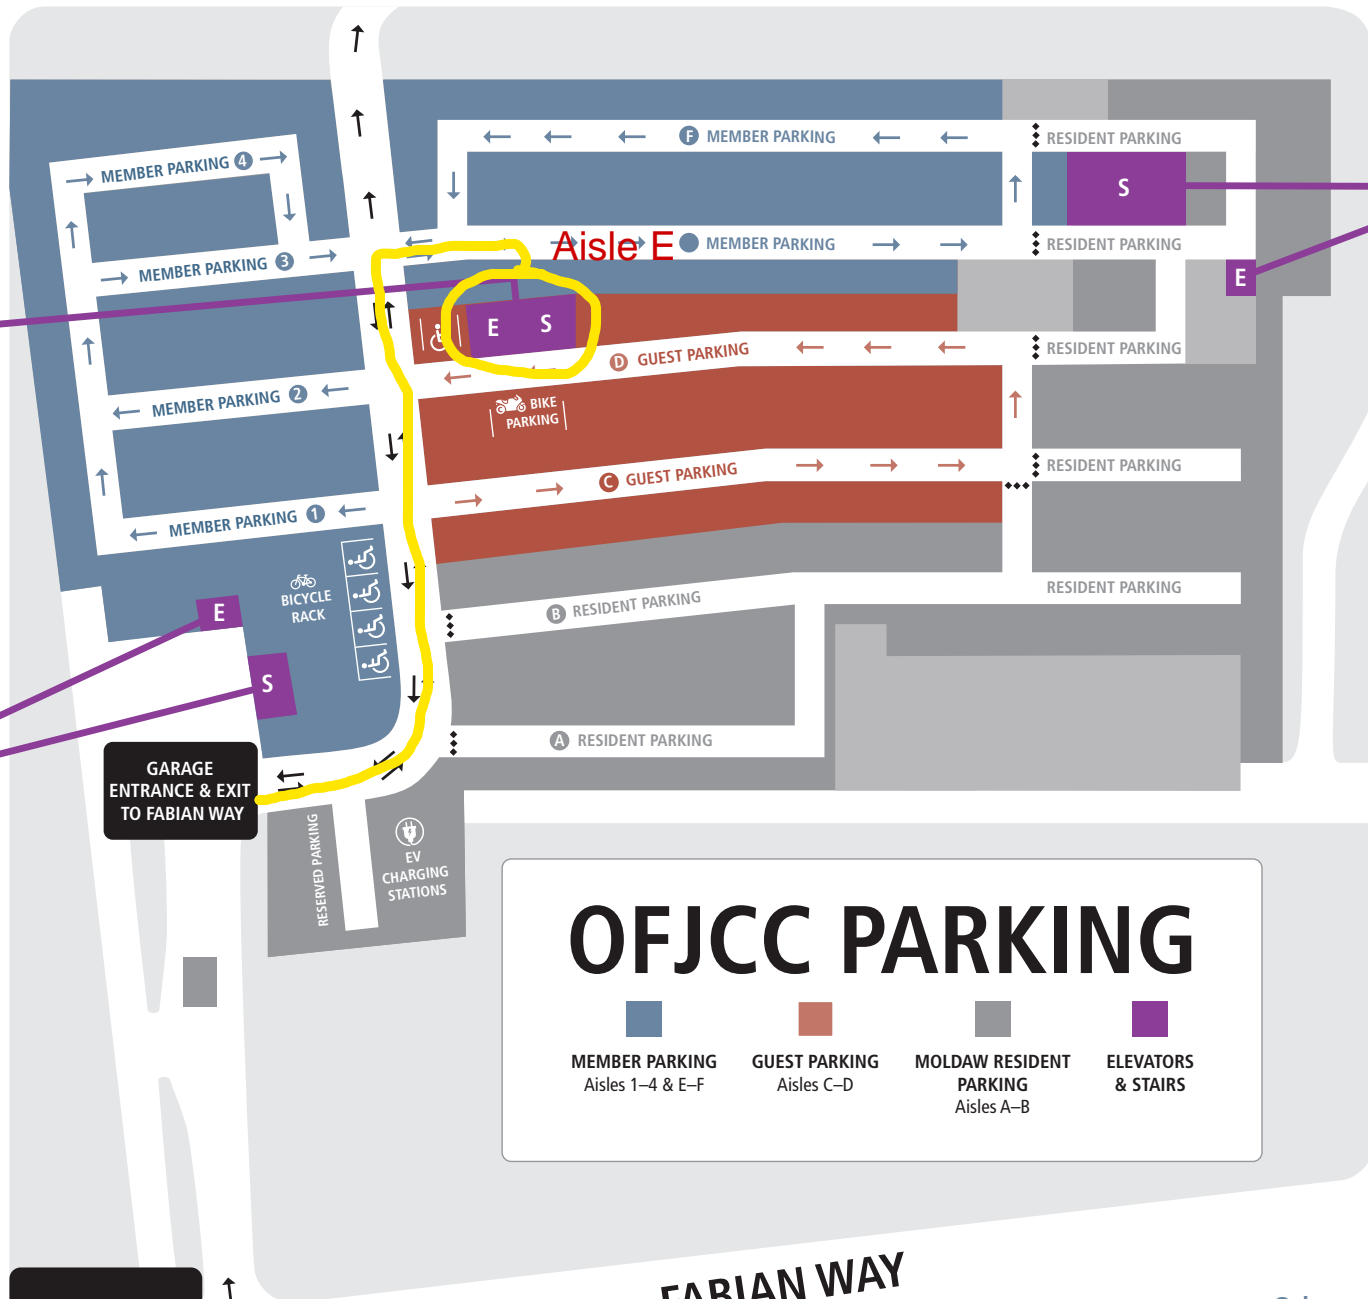 F MEMBER PARKING
RESIDENT PARKING
MEMBER PARKING 4
S
Aisle E
MEMBER PARKING
RESIDENT PARKING
MEMBER PARKING 3
E
E S
D GUEST PARKING
RESIDENT PARKING
MEMBER PARKING 2
BIKE
PARKING
C GUEST PARKING
RESIDENT PARKING
MEMBER PARKING 1
BICYCLE
RACK
E
B RESIDENT PARKING
RESIDENT PARKING
S
A RESIDENT PARKING
GARAGE
ENTRANCE & EXIT
TO FABIAN WAY
RESERVED PARKING
EV
CHARGING
STATIONS
OFJCC PARKING
MEMBER PARKING
Aisles 1–4 & E–F
GUEST PARKING
Aisles C–D
MOLDAW RESIDENT
PARKING
Aisles A–B
ELEVATORS
& STAIRS
FABIAN WAY